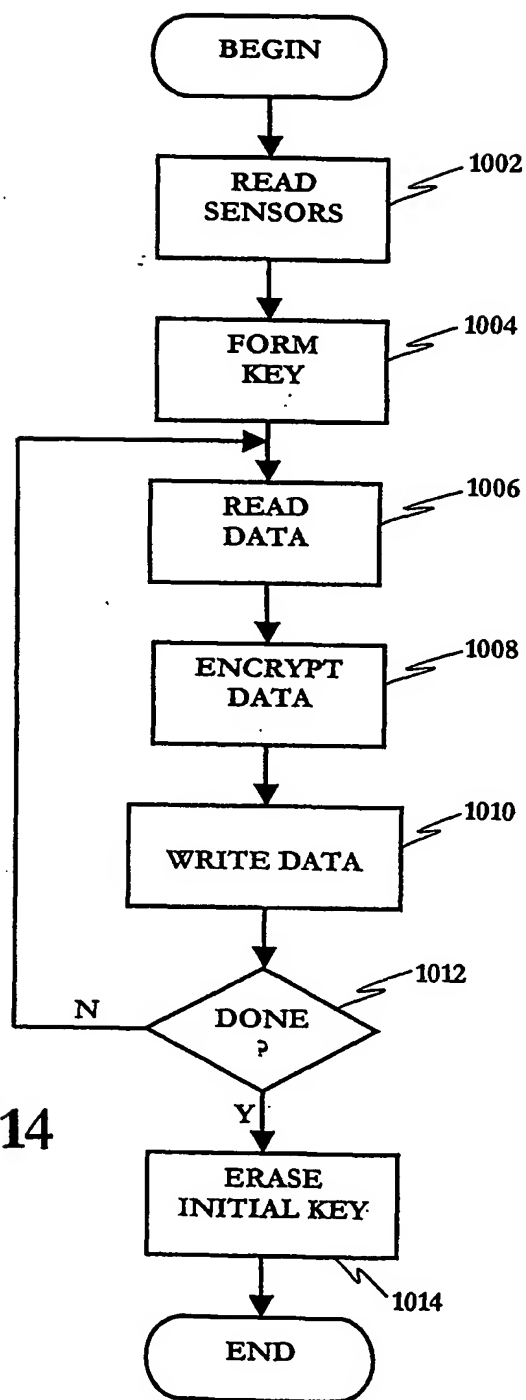 BEGIN
READ
SENSORS
1002
FORM
KEY
1004
READ
DATA
1006
ENCRYPT
DATA
1008
WRITE DATA
1010
DONE
?
1012
N
Y
14
ERASE
INITIAL KEY
1014
END